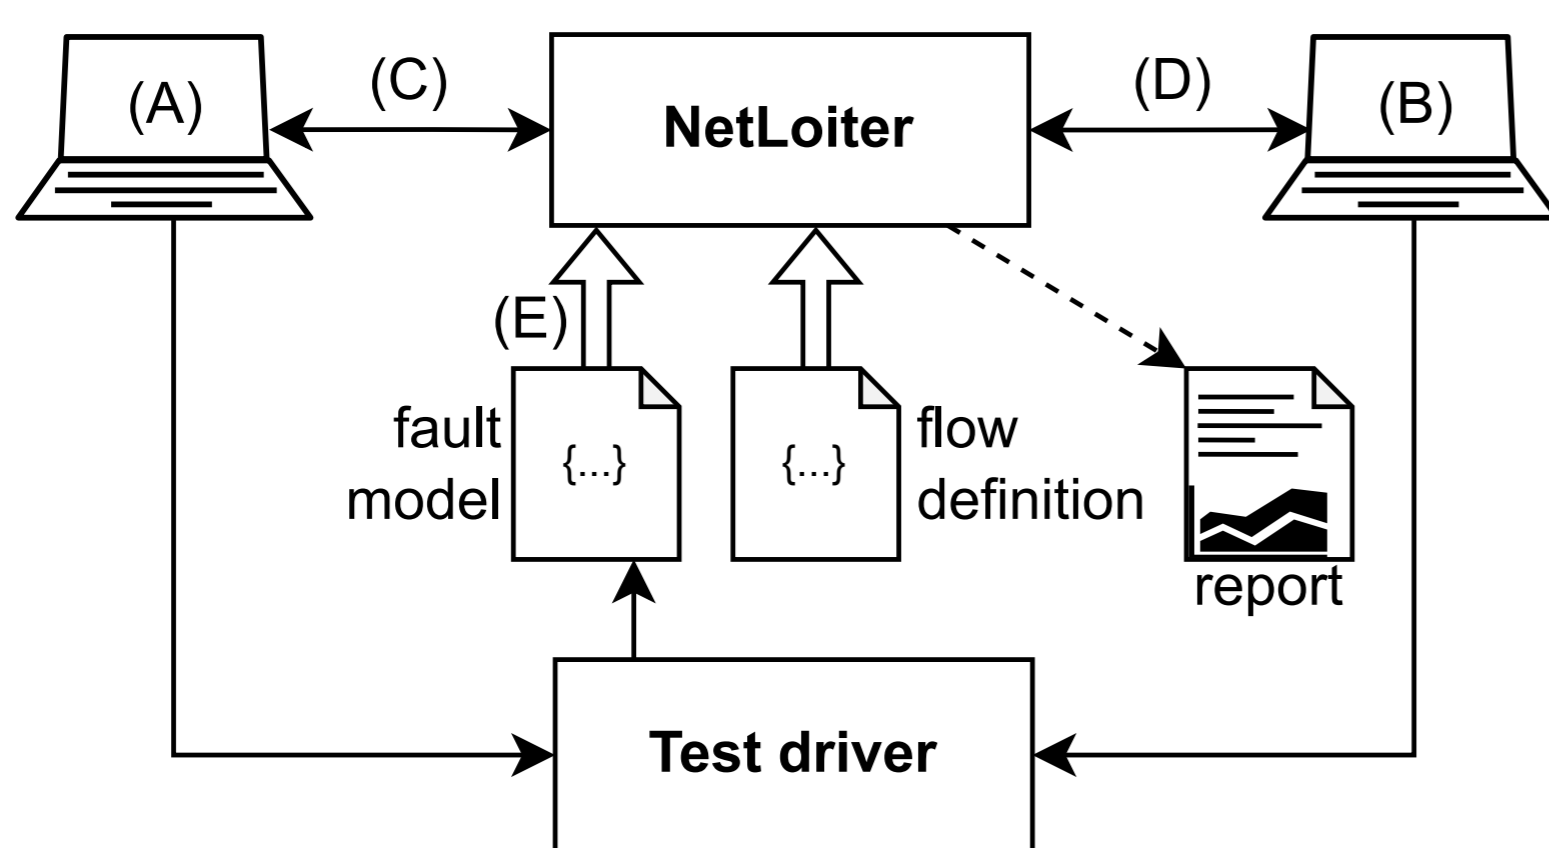 (A)
(C)
NetLoiter
(D)
(B)
(E)
fault
model
{...}
{...}
flow
definition
report
Test driver